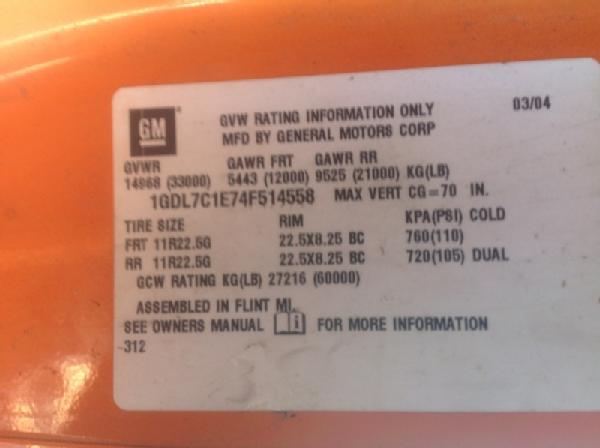 GM
GVW RATING INFORMATION ONLY 03/04
MFD BY GENERAL MOTORS CORP
GVWR GAWR FRT GAWR RR
14968 (33000) 5443 (12000) 9525 (21000) KG(LB)
1GDL7C1E74F514558 MAX VERT CG=70 IN.
TIRE SIZE RIM KPA(PSI) COLD
FRT 11R22.5G 22.5X8.25 BC 760(110)
RR 11R22.5G 22.5X8.25 BC 720(105) DUAL
GCW RATING KG(LB) 27216 (60000)
ASSEMBLED IN FLINT MI.
SEE OWNERS MANUAL i FOR MORE INFORMATION
312